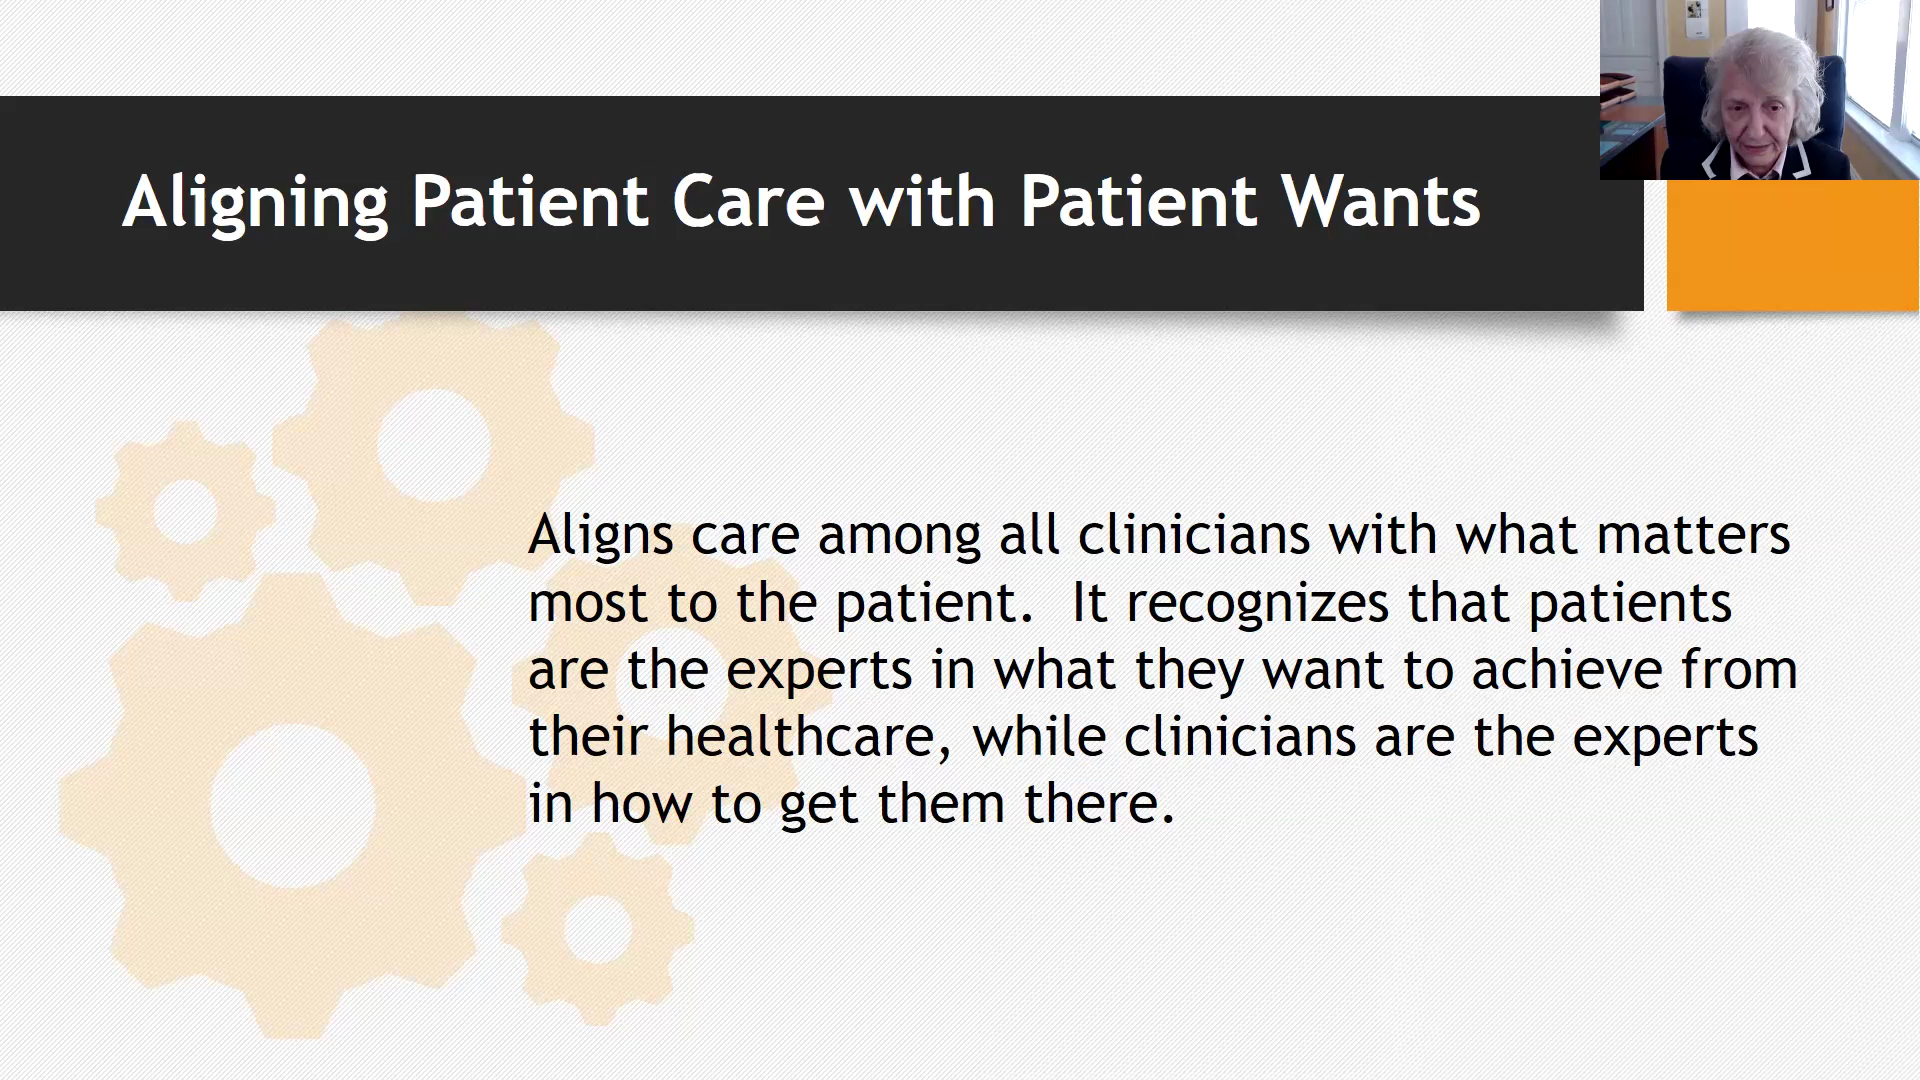 Aligning Patient Care with Patient Wants
Aligns care among all clinicians with what matters
most to the patient.  It recognizes that patients
are the experts in what they want to achieve from
their healthcare, while clinicians are the experts
in how to get them there.